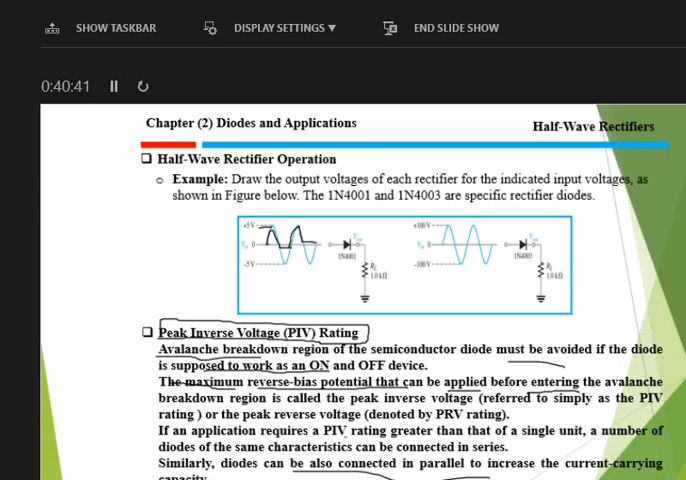 SHOW TASKBAR
DISPLAY SETTINGS ▼
END SLIDE SHOW
0:40:41
Chapter (2) Diodes and Applications
Half-Wave Rectifiers
Half-Wave Rectifier Operation
Example: Draw the output voltages of each rectifier for the indicated input voltages, as
shown in Figure below. The 1N4001 and 1N4003 are specific rectifier diodes.
+5 V
Vin 0
-5 V
Vout
1N4001
RL
1.0 kΩ
+100 V
Vin 0
-100 V
Vout
1N4003
RL
1.0 kΩ
Peak Inverse Voltage (PIV) Rating
Avalanche breakdown region of the semiconductor diode must be avoided if the diode
is supposed to work as an ON and OFF device.
The maximum reverse-bias potential that can be applied before entering the avalanche
breakdown region is called the peak inverse voltage (referred to simply as the PIV
rating ) or the peak reverse voltage (denoted by PRV rating).
If an application requires a PIV rating greater than that of a single unit, a number of
diodes of the same characteristics can be connected in series.
Similarly, diodes can be also connected in parallel to increase the current-carrying
capacity